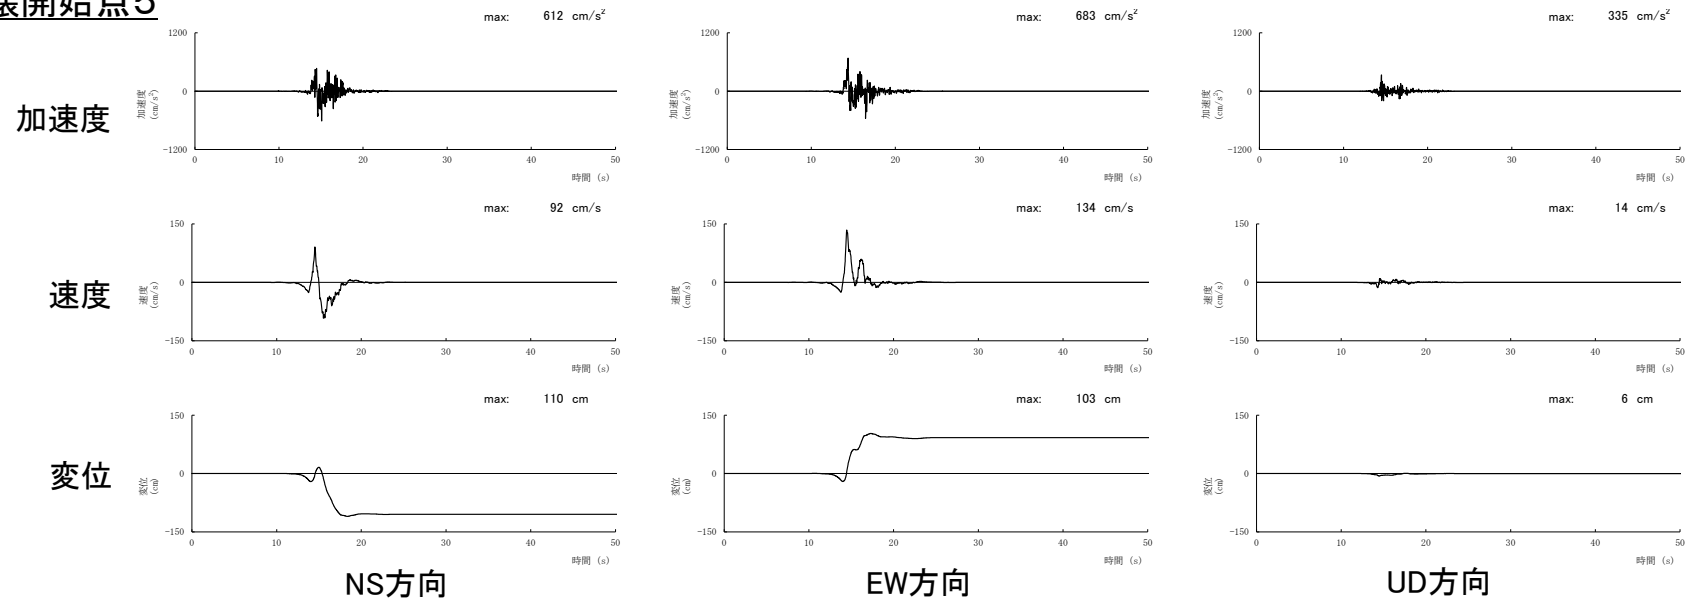 開始点5
max: 612 cm/s²
max: 683 cm/s²
max: 335 cm/s²
加速度
加速度
(cm/s²)
1200
0
-1200
0 10 20 30 40 50
時間 (s)
加速度
(cm/s²)
1200
0
-1200
0 10 20 30 40 50
時間 (s)
加速度
(cm/s²)
1200
0
-1200
0 10 20 30 40 50
時間 (s)
max: 92 cm/s
max: 134 cm/s
max: 14 cm/s
速度
速度
(cm/s)
150
0
-150
0 10 20 30 40 50
時間 (s)
速度
(cm/s)
150
0
-150
0 10 20 30 40 50
時間 (s)
速度
(cm/s)
150
0
-150
0 10 20 30 40 50
時間 (s)
max: 110 cm
max: 103 cm
max: 6 cm
変位
変位
(cm)
150
0
-150
0 10 20 30 40 50
時間 (s)
変位
(cm)
150
0
-150
0 10 20 30 40 50
時間 (s)
変位
(cm)
150
0
-150
0 10 20 30 40 50
時間 (s)
NS方向
EW方向
UD方向